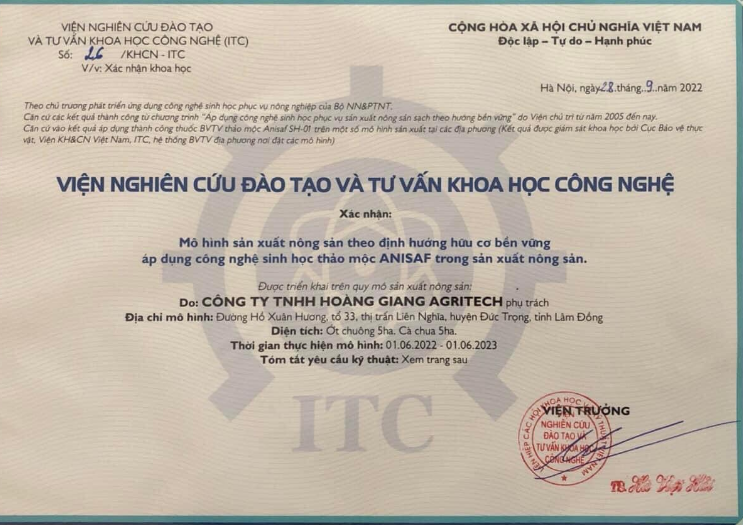 VIỆN NGHIÊN CỨU ĐÀO TẠO
VÀ TƯ VẤN KHOA HỌC CÔNG NGHỆ (ITC)
Số: 26 /KHCN - ITC
V/v: Xác nhận khoa học
CỘNG HÒA XÃ HỘI CHỦ NGHĨA VIỆT NAM
Độc lập – Tự do – Hạnh phúc
Hà Nội, ngày 28 tháng 9 năm 2022
Theo chủ trương phát triển ứng dụng công nghệ sinh học phục vụ nông nghiệp của Bộ NN&PTNT.
Căn cứ các kết quả thành công từ chương trình "Áp dụng công nghệ sinh học phục vụ sản xuất nông sản sạch theo hướng bền vững" do Viện chủ trì từ năm 2005 đến nay.
Căn cứ vào kết quả áp dụng thành công thuốc BVTV thảo mộc Anisaf SH-01 trên một số mô hình sản xuất tại các địa phương (Kết quả được giám sát khoa học bởi Cục Bảo vệ thực
vật, Viện KH&CN Việt Nam, ITC, hệ thống BVTV địa phương nơi đặt các mô hình)
VIỆN NGHIÊN CỨU ĐÀO TẠO VÀ TƯ VẤN KHOA HỌC CÔNG NGHỆ
Xác nhận:
Mô hình sản xuất nông sản theo định hướng hữu cơ bền vững
áp dụng công nghệ sinh học thảo mộc ANISAF trong sản xuất nông sản.
Được triển khai trên quy mô sản xuất nông sản:
Do: CÔNG TY TNHH HOÀNG GIANG AGRITECH phụ trách
Địa chỉ mô hình: Đường Hồ Xuân Hương, tổ 33, thị trấn Liên Nghĩa, huyện Đức Trọng, tỉnh Lâm Đồng
Diện tích: Ớt chuông 5ha. Cà chua 5ha.
Thời gian thực hiện mô hình: 01.06.2022 - 01.06.2023
Tóm tắt yêu cầu kỹ thuật: Xem trang sau
ITC
VIỆN TRƯỞNG
LIÊN HIỆP CÁC HỘI KHOA HỌC VÀ KỸ THUẬT VIỆT NAM
VIỆN
NGHIÊN CỨU
ĐÀO TẠO VÀ
TƯ VẤN KHOA HỌC
CÔNG NGHỆ
TS.